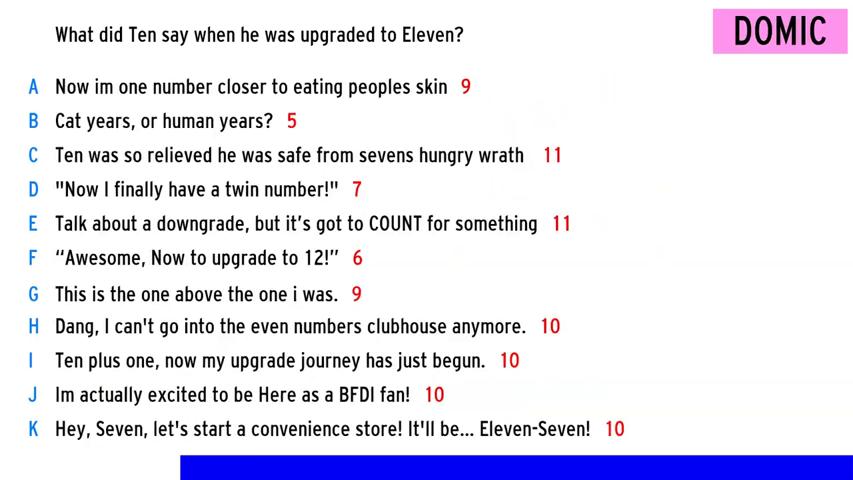 What did Ten say when he was upgraded to Eleven?
DOMIC
A Now im one number closer to eating peoples skin 9
B Cat years, or human years? 5
C Ten was so relieved he was safe from sevens hungry wrath 11
D "Now I finally have a twin number!" 7
E Talk about a downgrade, but it’s got to COUNT for something 11
F “Awesome, Now to upgrade to 12!” 6
G This is the one above the one i was. 9
H Dang, I can't go into the even numbers clubhouse anymore. 10
I Ten plus one, now my upgrade journey has just begun. 10
J Im actually excited to be Here as a BFDI fan! 10
K Hey, Seven, let's start a convenience store! It'll be... Eleven-Seven! 10